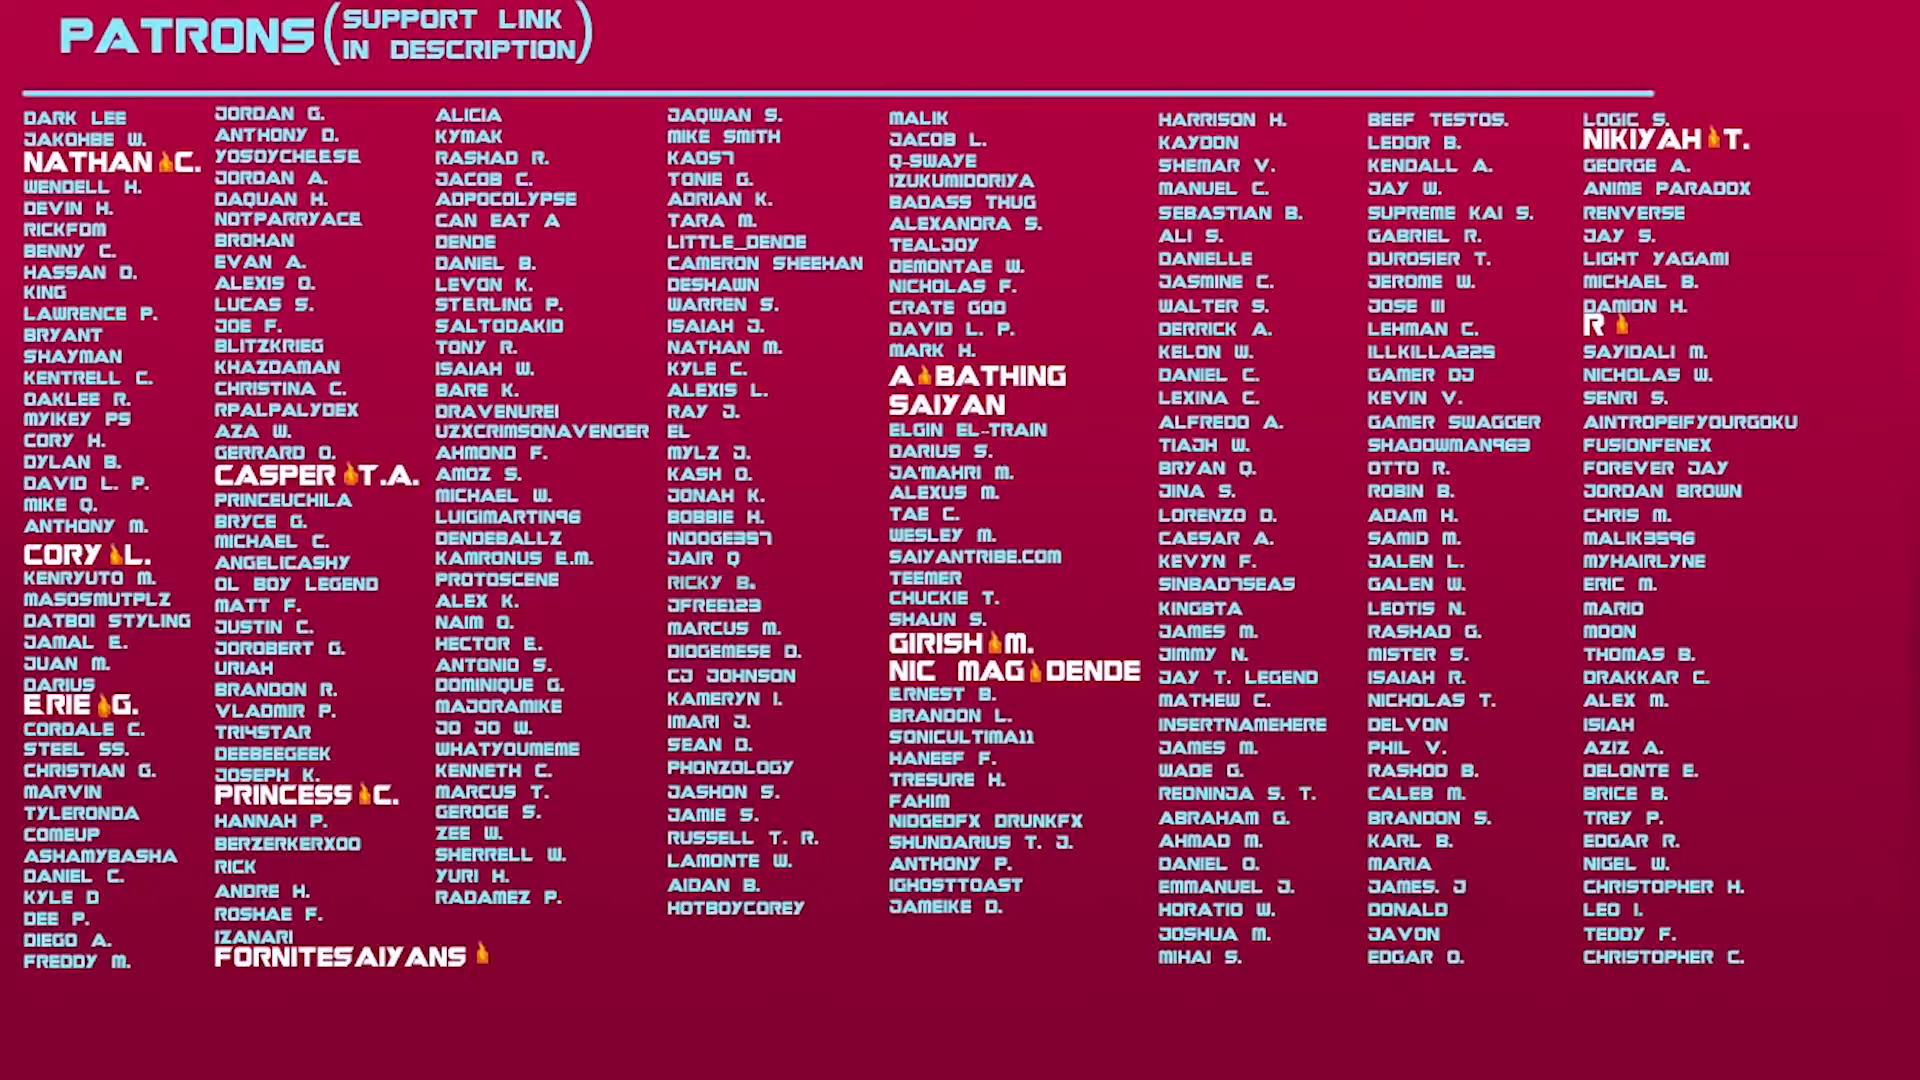 PATRONS (SUPPORT LINK
IN DESCRIPTION)
DARK LEE
JAKOHBE W.
NATHAN C.
WENDELL H.
DEVIN H.
RICKFDM
BENNY C.
HASSAN D.
KING
LAWRENCE P.
BRYANT
SHAYMAN
KENTRELL C.
OAKLEE R.
MYIKEY PS
CORY H.
DYLAN B.
DAVID L. P.
MIKE Q.
ANTHONY M.
CORY L.
KENRYUTO M.
MASOSMUTPLZ
DATBOI STYLING
JAMAL E.
JUAN M.
DARIUS
ERIE G.
CORDALE C.
STEEL SS.
CHRISTIAN G.
MARVIN
TYLERONDA
COMEUP
ASHAMYBASHA
DANIEL C.
KYLE D
DEE P.
DIEGO A.
FREDDY M.
JORDAN G.
ANTHONY D.
YOSOYCHEESE
JORDAN A.
DAQUAN H.
NOTPARRYACE
BROHAN
EVAN A.
ALEXIS O.
LUCAS S.
JOE F.
BLITZKRIEG
KHAZDAMAN
CHRISTINA C.
RPALPALYDEX
AZA W.
GERRARD O.
CASPER T.A.
PRINCEUCHILA
BRYCE G.
MICHAEL C.
ANGELICASHY
OL BOY LEGEND
MATT F.
JUSTIN C.
JOROBERT G.
URIAH
BRANDON R.
VLADMIR P.
TRI4STAR
DEEBEEGEEK
JOSEPH K.
PRINCESS C.
HANNAH P.
BERZERKERXOO
RICK
ANDRE H.
ROSHAE F.
IZANARI
FORNITESAIYANS
ALICIA
KYMAK
RASHAD R.
JACOB C.
ADPOCOLYPSE
CAN EAT A
DENDE
DANIEL B.
LEVON K.
STERLING P.
SALTODAKID
TONY R.
ISAIAH W.
BARE K.
DRAVENUREI
UZXCRIMSONAVENGER
AHMOND F.
AMOZ S.
MICHAEL W.
LUIGIMARTIN96
DENDEBALLZ
KAMRONUS E.M.
PROTOSCENE
ALEX K.
NAIM O.
HECTOR E.
ANTONIO S.
DOMINIQUE G.
MAJORAMIKE
JO JO W.
WHATYOUMEME
KENNETH C.
MARCUS T.
GEROGE S.
ZEE W.
SHERRELL W.
YURI H.
RADAMEZ P.
JAQWAN S.
MIKE SMITH
KAOS7
TONIE G.
ADRIAN K.
TARA M.
LITTLE_DENDE
CAMERON SHEEHAN
DESHAWN
WARREN S.
ISAIAH J.
NATHAN M.
KYLE C.
ALEXIS L.
RAY J.
EL
MYLZ J.
KASH O.
JONAH K.
BOBBIE H.
INDOGE357
JAIR Q
RICKY B.
JFREE123
MARCUS M.
DIOGEMESE D.
CJ JOHNSON
KAMERYN I.
IMARI J.
SEAN D.
PHONZOLOGY
JASHON S.
JAMIE S.
RUSSELL T. R.
LAMONTE W.
AIDAN B.
HOTBOYCOREY
MALIK
JACOB L.
Q-SWAYE
IZUKUMIDORIYA
BADASS THUG
ALEXANDRA S.
TEALJOY
DEMONTAE W.
NICHOLAS F.
CRATE GOD
DAVID L. P.
MARK H.
A BATHING
SAIYAN
ELGIN EL-TRAIN
DARIUS S.
JA'MAHRI M.
ALEXUS M.
TAE C.
WESLEY M.
SAIYANTRIBE.COM
TEEMER
CHUCKIE T.
SHAUN S.
GIRISH M.
NIC MAG DENDE
ERNEST B.
BRANDON L.
SONICULTIMA11
HANEEF F.
TRESURE H.
FAHIM
NIDGEDFX DRUNKFX
SHUNDARIUS T. J.
ANTHONY P.
IGHOSTTOAST
JAMEIKE D.
HARRISON H.
KAYDON
SHEMAR V.
MANUEL C.
SEBASTIAN B.
ALI S.
DANIELLE
JASMINE C.
WALTER S.
DERRICK A.
KELON W.
DANIEL C.
LEXINA C.
ALFREDO A.
TIAJH W.
BRYAN Q.
JINA S.
LORENZO D.
CAESAR A.
KEVYN F.
SINBAD7SEAS
KINGBTA
JAMES M.
JIMMY N.
JAY T. LEGEND
MATHEW C.
INSERTNAMEHERE
JAMES M.
WADE G.
REDNINJA S. T.
ABRAHAM G.
AHMAD M.
DANIEL O.
EMMANUEL J.
HORATIO W.
JOSHUA M.
MIHAI S.
BEEF TESTOS.
LEDOR B.
KENDALL A.
JAY W.
SUPREME KAI S.
GABRIEL R.
DUROSIER T.
JEROME W.
JOSE III
LEHMAN C.
ILLKILLA225
GAMER DJ
KEVIN V.
GAMER SWAGGER
SHADOWMAN963
OTTO R.
ROBIN B.
ADAM H.
SAMID M.
JALEN L.
GALEN W.
LEOTIS N.
RASHAD G.
MISTER S.
ISAIAH R.
NICHOLAS T.
DELVON
PHIL V.
RASHOD B.
CALEB M.
BRANDON S.
KARL B.
MARIA
JAMES. J
DONALD
JAVON
EDGAR O.
LOGIC S.
NIKIYAH T.
GEORGE A.
ANIME PARADOX
RENVERSE
JAY S.
LIGHT YAGAMI
MICHAEL B.
DAMION H.
R
SAYIDALI M.
NICHOLAS W.
SENRI S.
AINTROPEIFYOURGOKU
FUSIONFENEX
FOREVER JAY
JORDAN BROWN
CHRIS M.
MALIK3596
MYHAIRLYNE
ERIC M.
MARIO
MOON
THOMAS B.
DRAKKAR C.
ALEX M.
ISIAH
AZIZ A.
DELONTE E.
BRICE B.
TREY P.
EDGAR R.
NIGEL W.
CHRISTOPHER H.
LEO I.
TEDDY F.
CHRISTOPHER C.